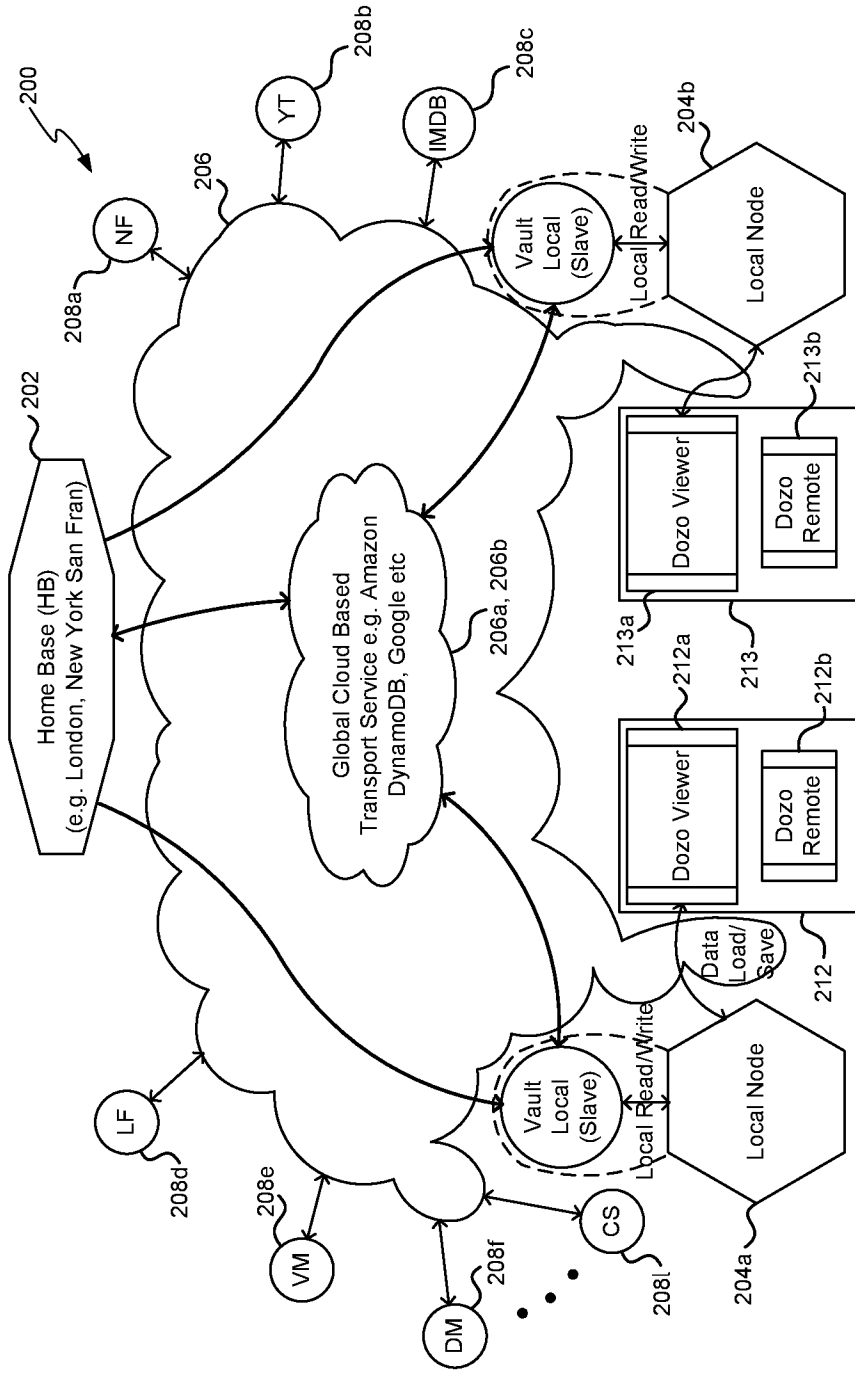 200
202
Home Base (HB)
(e.g. London, New York San Fran)
NF
208a
206
YT
208b
IMDB
208c
LF
208d
VM
208e
DM
208f
CS
208l
Global Cloud Based
Transport Service e.g. Amazon
DynamoDB, Google etc
206a, 206b
Vault
Local
(Slave)
Local Read/Write
Local Node
204a
Vault
Local
(Slave)
Local Read/Write
Local Node
204b
Data
Load/
Save
Dozo Viewer
212a
Dozo
Remote
212b
212
Dozo Viewer
213a
Dozo
Remote
213b
213